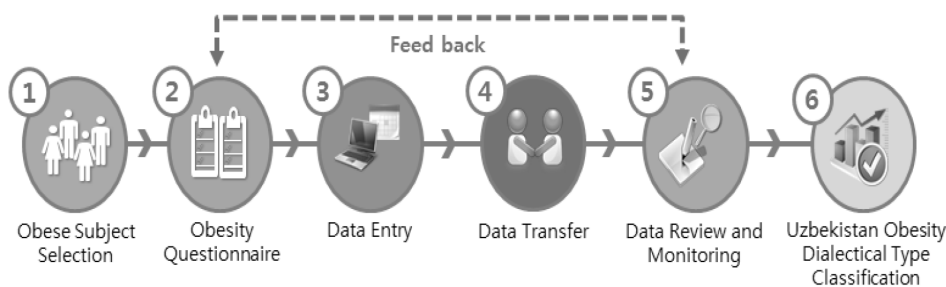 Feed back
1
2
3
4
5
6
Obese Subject
Selection
Obesity
Questionnaire
Data Entry
Data Transfer
Data Review and
Monitoring
Uzbekistan Obesity
Dialectical Type
Classification